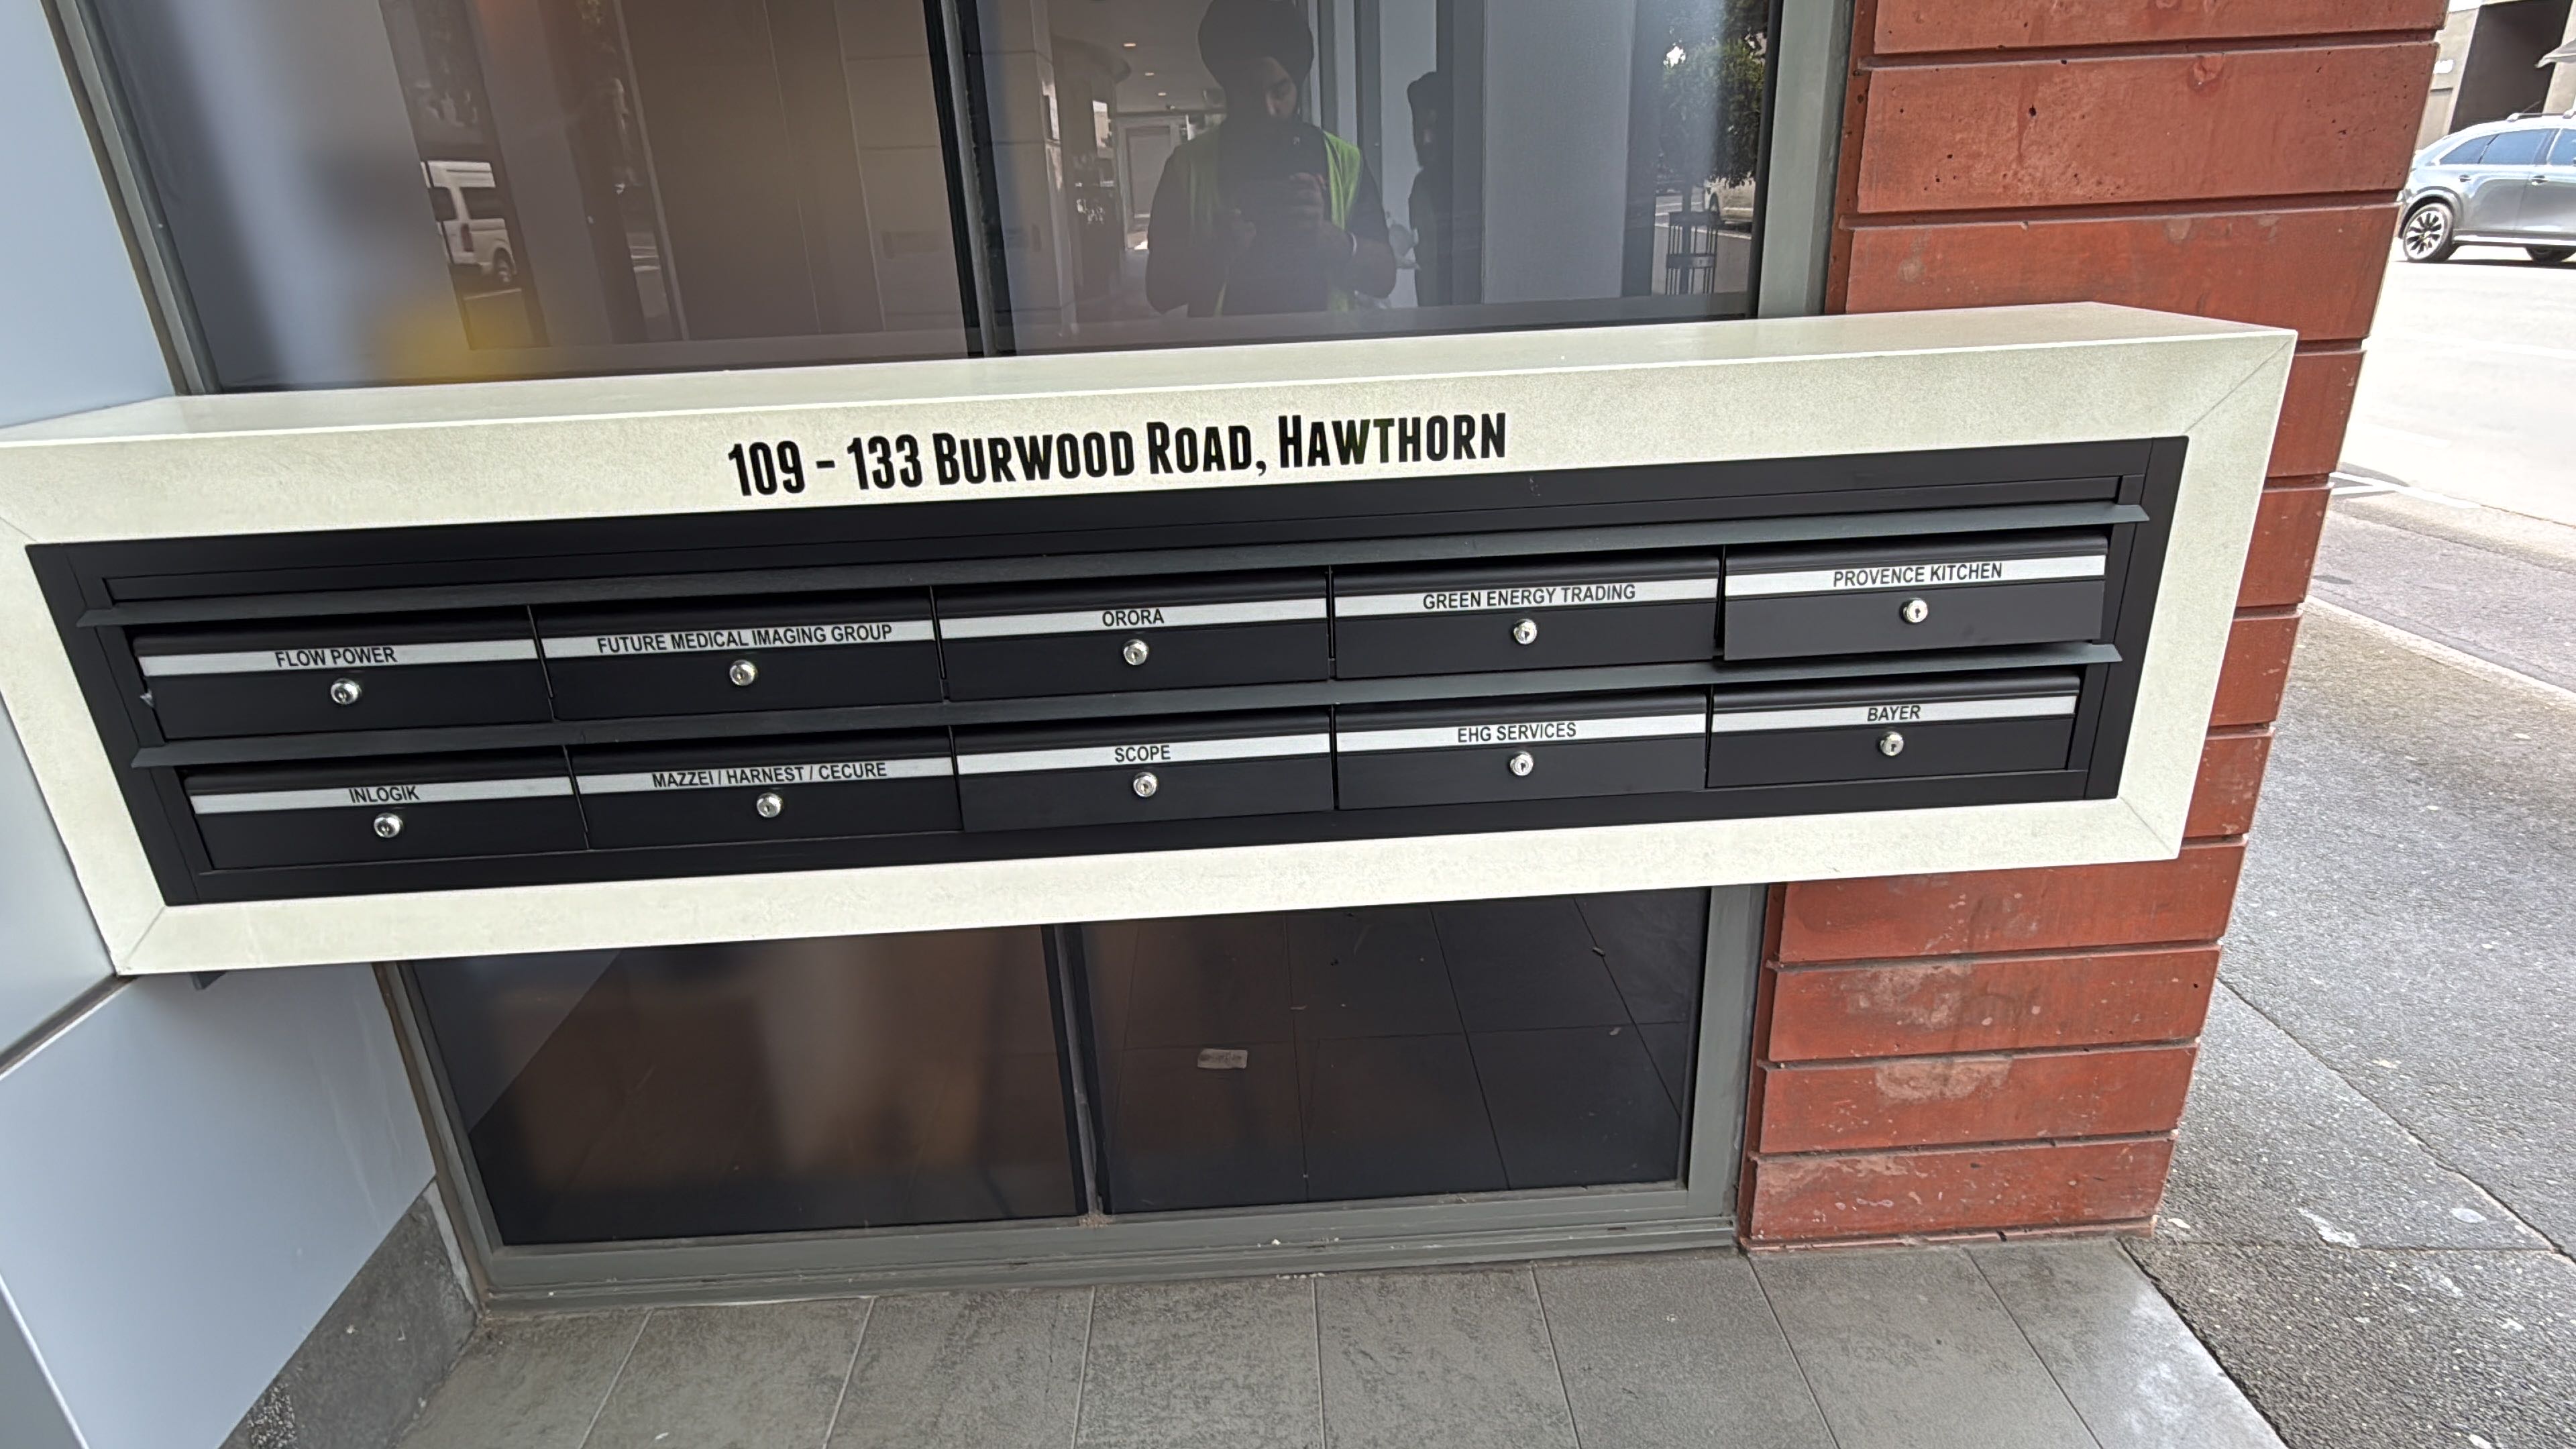 109 - 133 BURWOOD ROAD, HAWTHORN
FLOW POWER
FUTURE MEDICAL IMAGING GROUP
ORORA
GREEN ENERGY TRADING
PROVENCE KITCHEN
INLOGIK
MAZZEI / HARNEST / CECURE
SCOPE
EHG SERVICES
BAYER